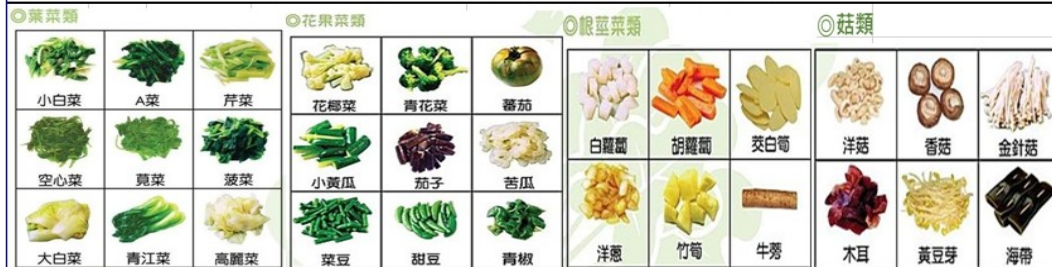 ◎葉菜類
小白菜 A菜 芹菜
空心菜 莧菜 菠菜
大白菜 青江菜 高麗菜
◎花果菜類
花椰菜 青花菜 蕃茄
小黃瓜 茄子 苦瓜
菜豆 甜豆 青椒
◎根莖菜類
白蘿蔔 胡蘿蔔 茭白筍
洋蔥 竹筍 牛蒡
◎菇類
洋菇 香菇 金針菇
木耳 黃豆芽 海帶